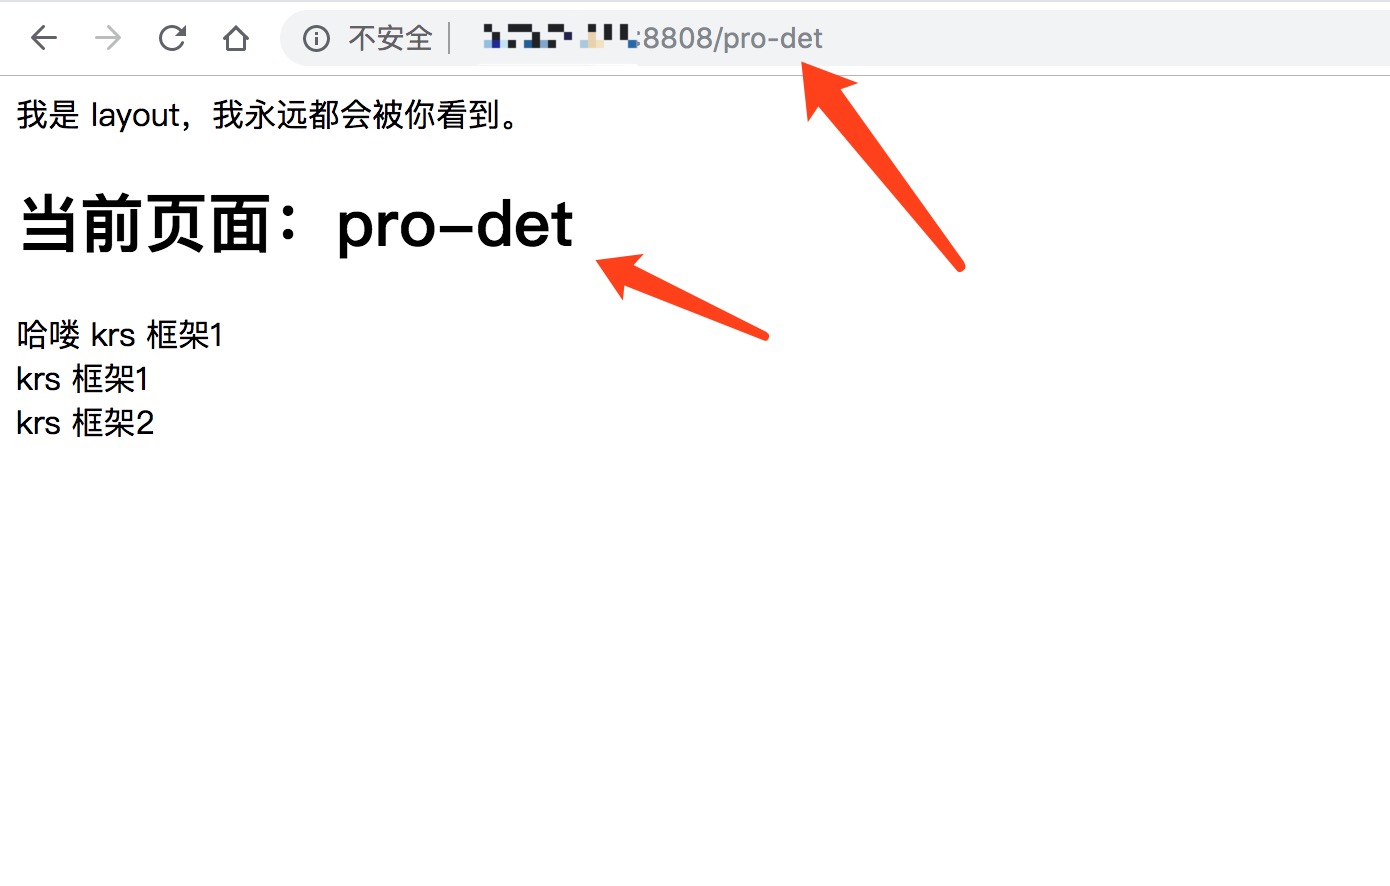 不安全 :8808/pro-det
我是 layout，我永远都会被你看到。
当前页面：pro-det
哈喽 krs 框架1
krs 框架1
krs 框架2